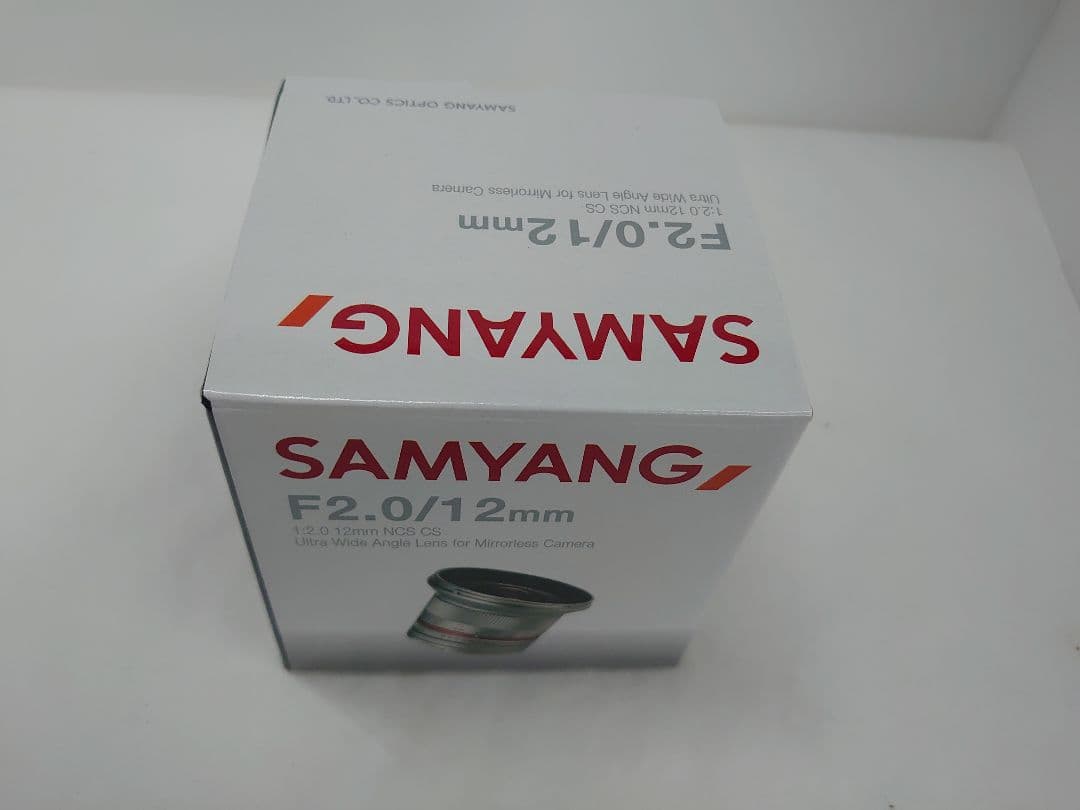 SAMYANG OPTICS CO., LTD.
Ultra Wide Angle Lens for Mirrorless Camera
1:2.0 12mm NCS CS
F2.0/12mm
SAMYANG
SAMYANG
F2.0/12mm
1:2.0 12mm NCS CS
Ultra Wide Angle Lens for Mirrorless Camera